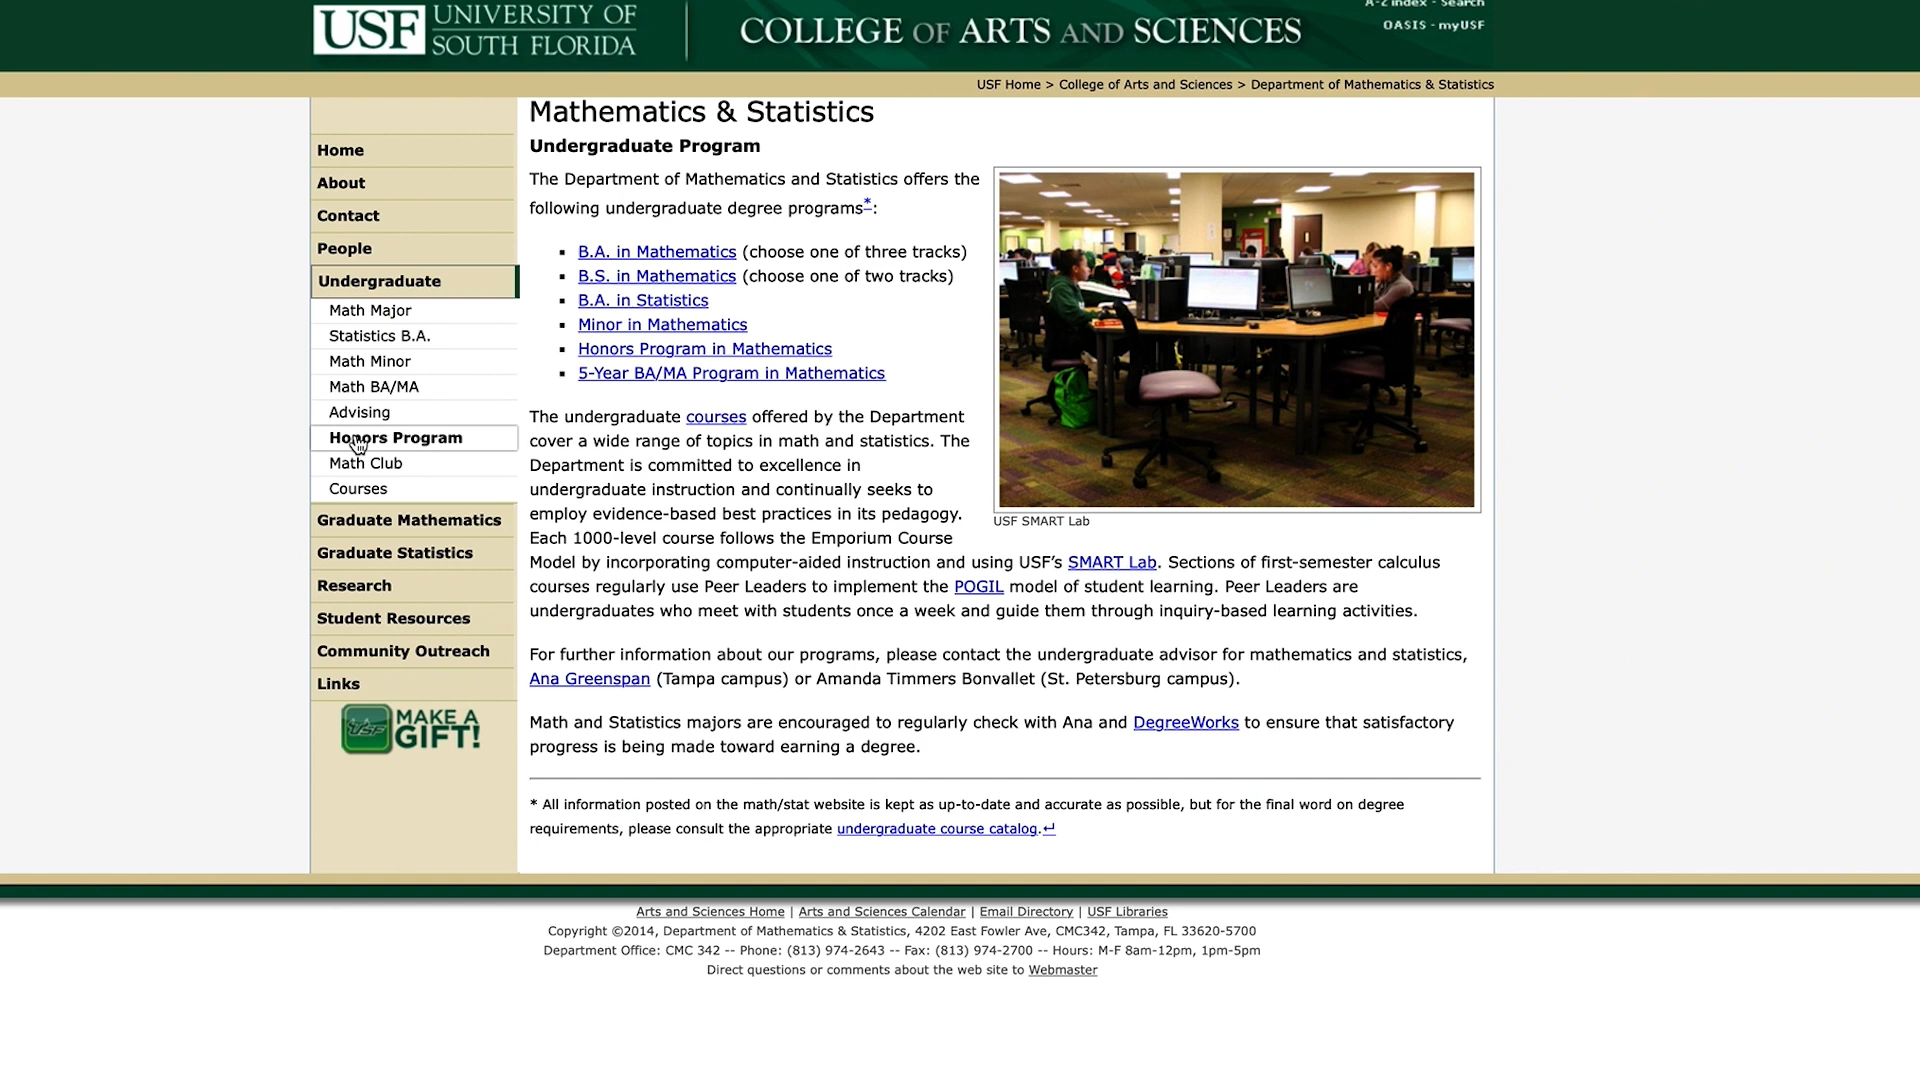 USF UNIVERSITY OF
SOUTH FLORIDA
COLLEGE OF ARTS AND SCIENCES
A-Z Index - Search
OASIS - myUSF
USF Home > College of Arts and Sciences > Department of Mathematics & Statistics
Home
About
Contact
People
Undergraduate
Math Major
Statistics B.A.
Math Minor
Math BA/MA
Advising
Honors Program
Math Club
Courses
Graduate Mathematics
Graduate Statistics
Research
Student Resources
Community Outreach
Links
USF MAKE A
GIFT!
Mathematics & Statistics
Undergraduate Program
The Department of Mathematics and Statistics offers the
following undergraduate degree programs*:
▪ B.A. in Mathematics (choose one of three tracks)
▪ B.S. in Mathematics (choose one of two tracks)
▪ B.A. in Statistics
▪ Minor in Mathematics
▪ Honors Program in Mathematics
▪ 5-Year BA/MA Program in Mathematics
USF SMART Lab
The undergraduate courses offered by the Department
cover a wide range of topics in math and statistics. The
Department is committed to excellence in
undergraduate instruction and continually seeks to
employ evidence-based best practices in its pedagogy.
Each 1000-level course follows the Emporium Course
Model by incorporating computer-aided instruction and using USF’s SMART Lab. Sections of first-semester calculus
courses regularly use Peer Leaders to implement the POGIL model of student learning. Peer Leaders are
undergraduates who meet with students once a week and guide them through inquiry-based learning activities.
For further information about our programs, please contact the undergraduate advisor for mathematics and statistics,
Ana Greenspan (Tampa campus) or Amanda Timmers Bonvallet (St. Petersburg campus).
Math and Statistics majors are encouraged to regularly check with Ana and DegreeWorks to ensure that satisfactory
progress is being made toward earning a degree.
* All information posted on the math/stat website is kept as up-to-date and accurate as possible, but for the final word on degree
requirements, please consult the appropriate undergraduate course catalog.↵
Arts and Sciences Home | Arts and Sciences Calendar | Email Directory | USF Libraries
Copyright ©2014, Department of Mathematics & Statistics, 4202 East Fowler Ave, CMC342, Tampa, FL 33620-5700
Department Office: CMC 342 -- Phone: (813) 974-2643 -- Fax: (813) 974-2700 -- Hours: M-F 8am-12pm, 1pm-5pm
Direct questions or comments about the web site to Webmaster